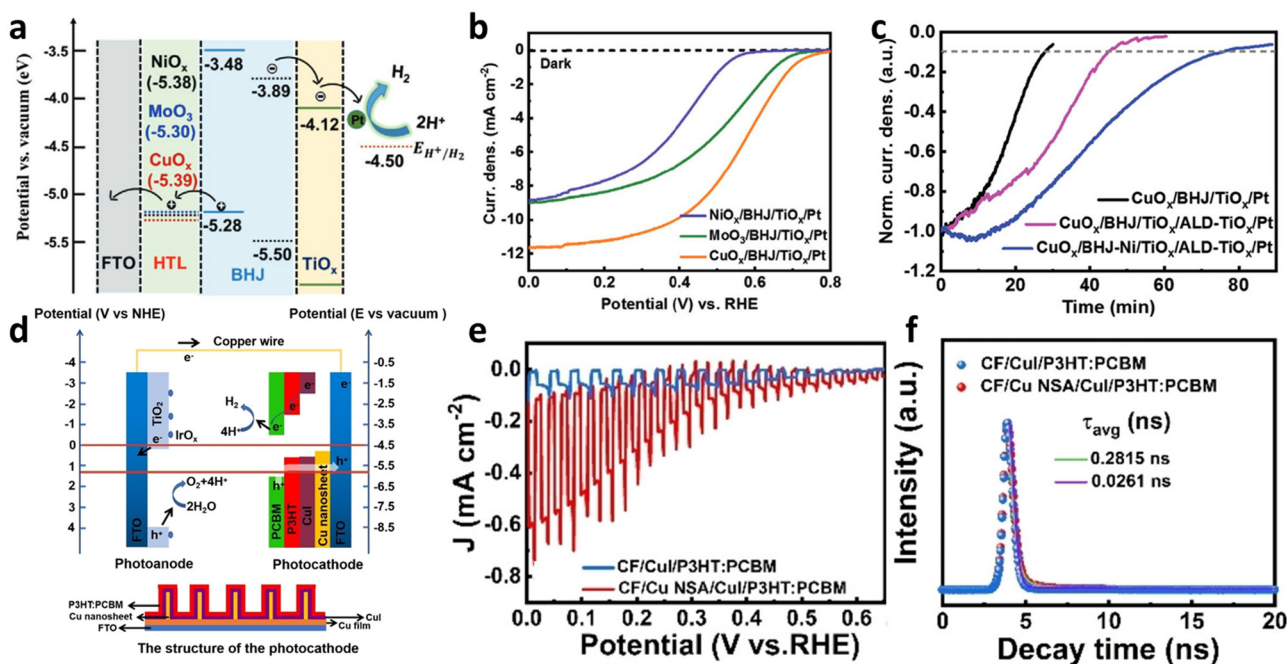 a
Potential vs. vacuum (eV)
-3.5
-4.0
-4.5
-5.0
-5.5
NiOₓ
(-5.38)
MoO₃
(-5.30)
CuOₓ
(-5.39)
-3.48
-3.89
-5.28
-5.50
-4.12
Pt
H₂
2H⁺
E_H⁺/H₂
-4.50
FTO
HTL
BHJ
TiOₓ
b
Curr. dens. (mA cm⁻²)
0
-2
-4
-6
-8
-10
-12
Dark
NiOₓ/BHJ/TiOₓ/Pt
MoO₃/BHJ/TiOₓ/Pt
CuOₓ/BHJ/TiOₓ/Pt
0.0 0.2 0.4 0.6 0.8
Potential (V) vs. RHE
c
Norm. curr. dens. (a.u.)
0.0
-0.2
-0.4
-0.6
-0.8
-1.0
-1.2
CuOₓ/BHJ/TiOₓ/Pt
CuOₓ/BHJ/TiOₓ/ALD-TiOₓ/Pt
CuOₓ/BHJ-Ni/TiOₓ/ALD-TiOₓ/Pt
0 20 40 60 80
Time (min)
d
Potential (V vs NHE)
Potential (E vs vacuum )
Copper wire
e⁻
-4
-3
-2
-1
0
1
2
3
4
-0.5
-1.5
-2.5
-3.5
-4.5
-5.5
-6.5
-7.5
-8.5
TiO₂
IrOₓ
e⁻
O₂+4H⁺
2H₂O
h⁺
FTO
Photoanode
H₂
4H⁺
e⁻
e⁻
e⁻
e⁻
h⁺
h⁺
PCBM
P3HT
CuI
Cu nanosheet
FTO
Photocathode
P3HT:PCBM
Cu nanosheet
FTO
CuI
Cu film
The structure of the photocathode
e
J (mA cm⁻²)
0.0
-0.2
-0.4
-0.6
-0.8
CF/CuI/P3HT:PCBM
CF/Cu NSA/CuI/P3HT:PCBM
0.0 0.1 0.2 0.3 0.4 0.5 0.6
Potential (V vs.RHE)
f
Intensity (a.u.)
CF/CuI/P3HT:PCBM
CF/Cu NSA/CuI/P3HT:PCBM
τavg (ns)
0.2815 ns
0.0261 ns
0 5 10 15 20
Decay time (ns)